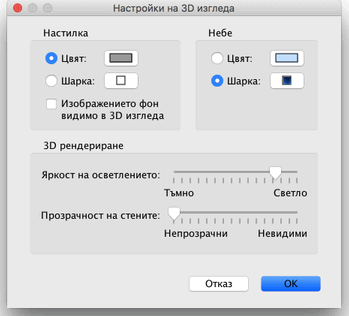 Настройки на 3D изгледа
Настилка
Небе
Цвят:
Цвят:
Шарка:
Шарка:
Изображението фон
видимо в 3D изгледа
3D рендериране
Яркост на осветлението:
Тъмно
Светло
Прозрачност на стените:
Непрозрачни
Невидими
Отказ
OK